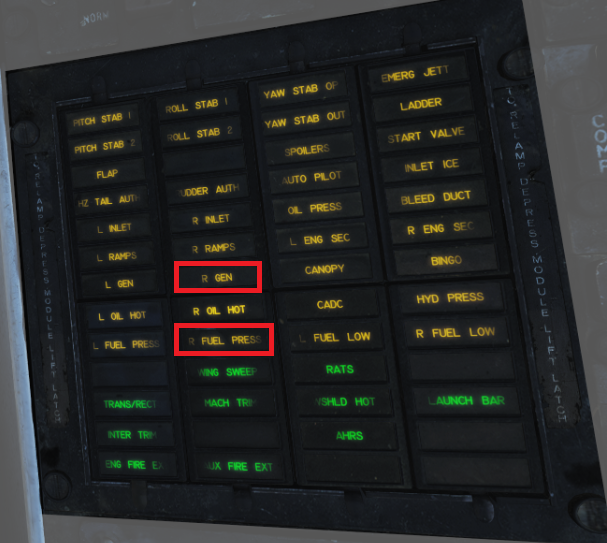 NORM
PITCH STAB 1
ROLL STAB 1
YAW STAB OP
EMERG JETT
PITCH STAB 2
ROLL STAB 2
YAW STAB OUT
LADDER
FLAP
SPOILERS
START VALVE
HZ TAIL AUTH
UDDER AUTH
AUTO PILOT
INLET ICE
L INLET
R INLET
OIL PRESS
BLEED DUCT
L RAMPS
R RAMPS
L ENG SEC
R ENG SEC
L GEN
R GEN
CANOPY
BINGO
L OIL HOT
R OIL HOT
CADC
HYD PRESS
L FUEL PRESS
R FUEL PRESS
L FUEL LOW
R FUEL LOW
WING SWEEP
RATS
TRANS/RECT
MACH TRIM
YSHLD HOT
LAUNCH BAR
INTER TRIM
AHRS
ENG FIRE EX
UX FIRE EXT
TO RELAMP DEPRESS MODULE LIFT LATCH
TO RELAMP DEPRESS MODULE LIFT LATCH